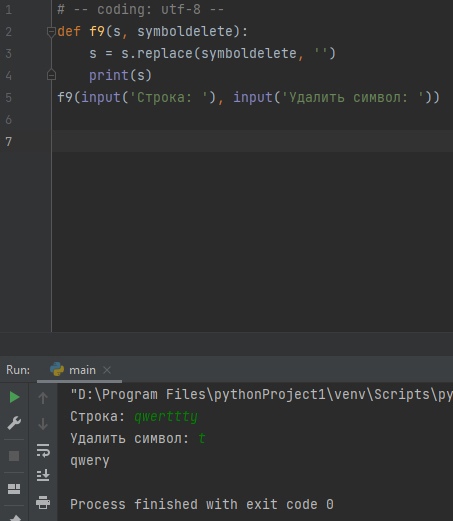 1 # -- coding: utf-8 --
2 def f9(s, symboldelete):
3     s = s.replace(symboldelete, '')
4     print(s)
5 f9(input('Строка: '), input('Удалить символ: '))
6
7
Run: main
"D:\Program Files\pythonProject1\venv\Scripts\py
Строка: qwerttty
Удалить символ: t
qwery
Process finished with exit code 0